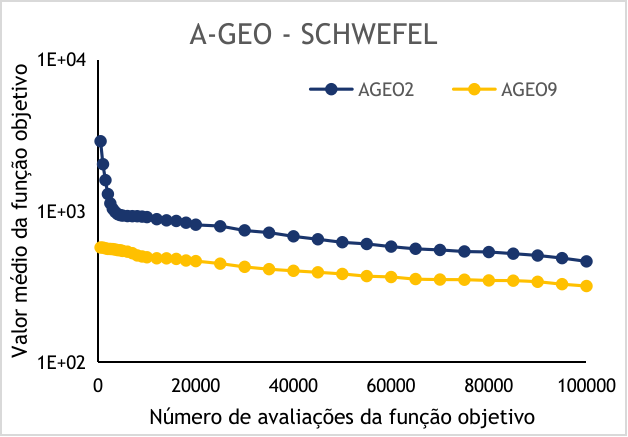 A-GEO - SCHWEFEL
1E+04
AGEO2
AGEO9
1E+03
1E+02
Valor médio da função objetivo
0
20000
40000
60000
80000
100000
Número de avaliações da função objetivo